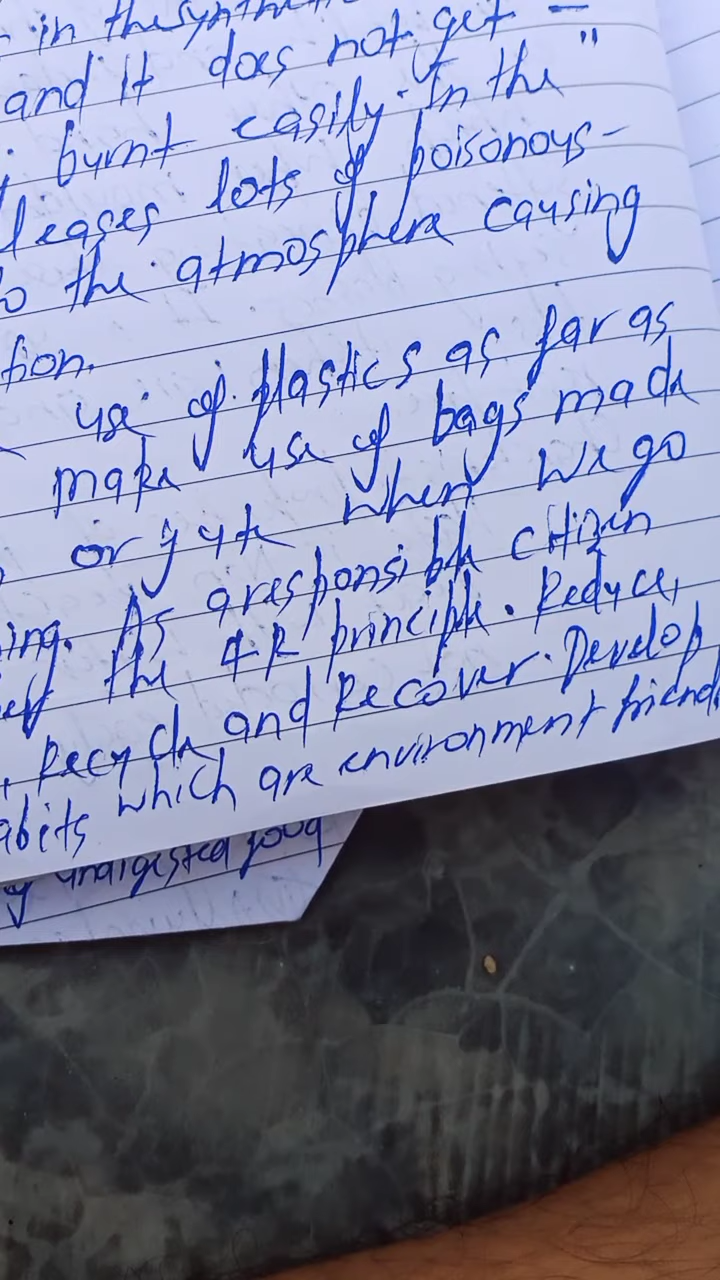 in the synthe
and it does not get -
burnt easily. In the "
leases lots of poisonous-
o the atmosphere causing
tion.
use of plastics as far as
make use of bags made
or jute when we go
ing. As a responsible citizen
the 4R principle. Reduce,
, Recycle and Recover. Develop
abits which are environment friend
undigested food